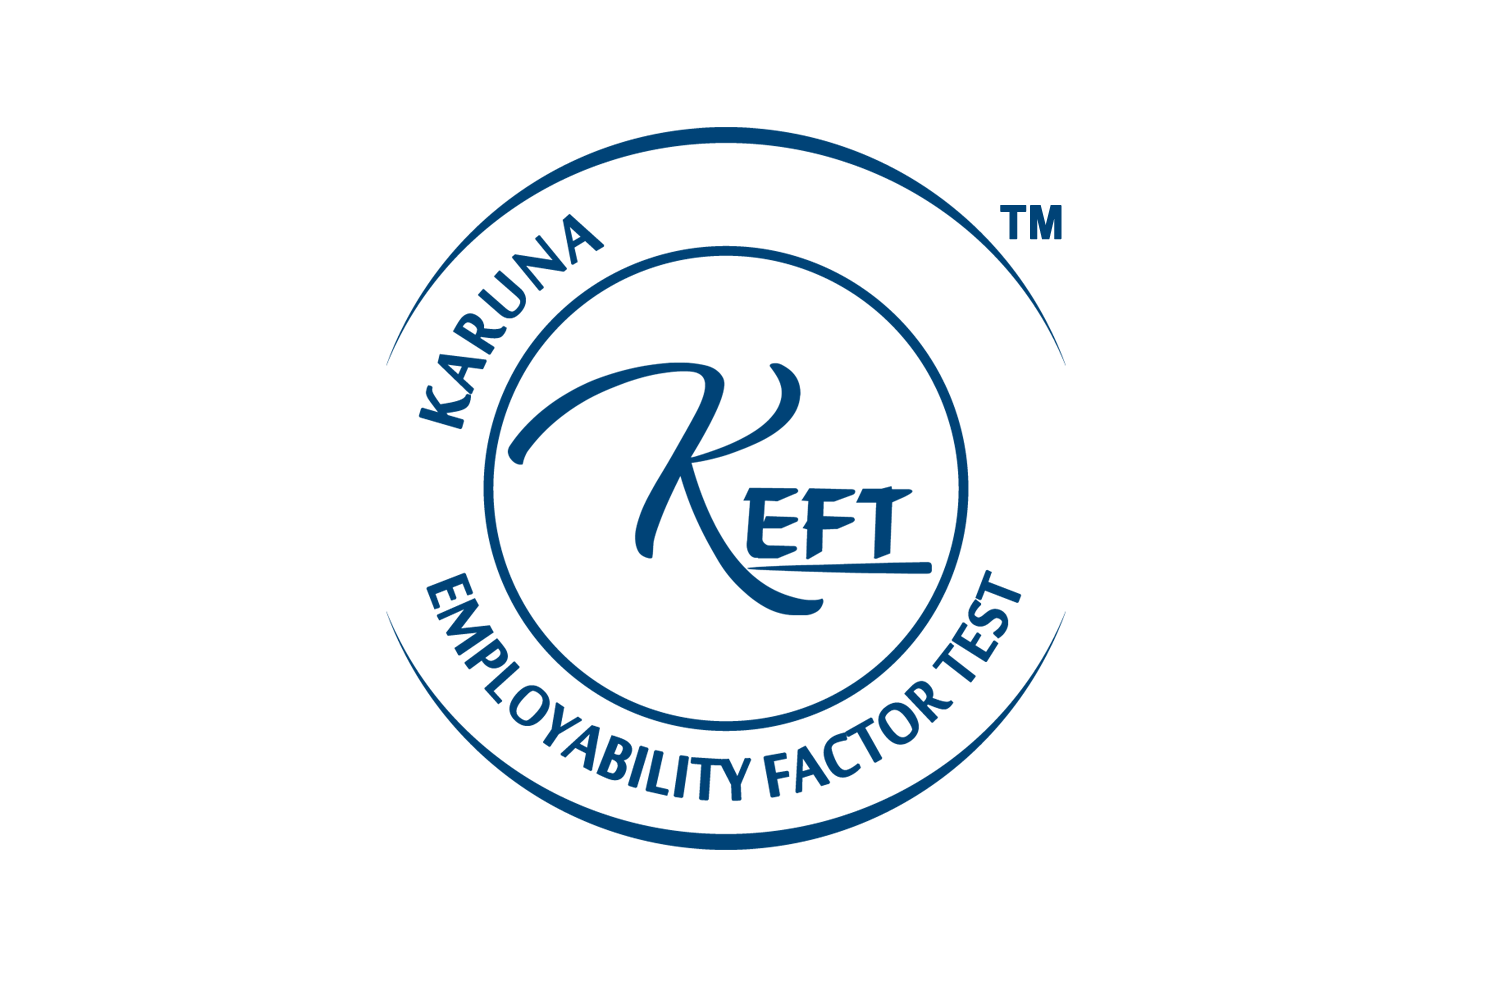 KARUNA
TM
KEFT
EMPLOYABILITY FACTOR TEST